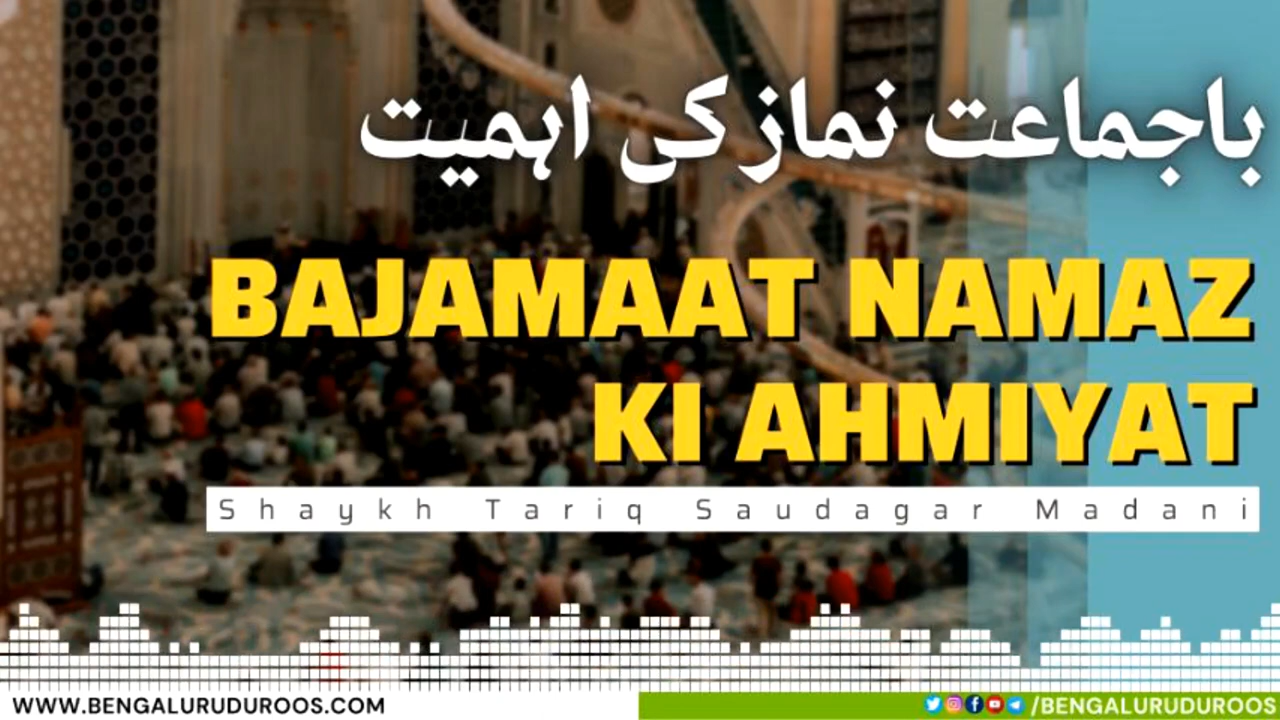 باجماعت نماز کی اہمیت
BAJAMAAT NAMAZ
KI AHMIYAT
Shaykh Tariq Saudagar Madani
WWW.BENGALURUDUROOS.COM
/BENGALURUDUROOS